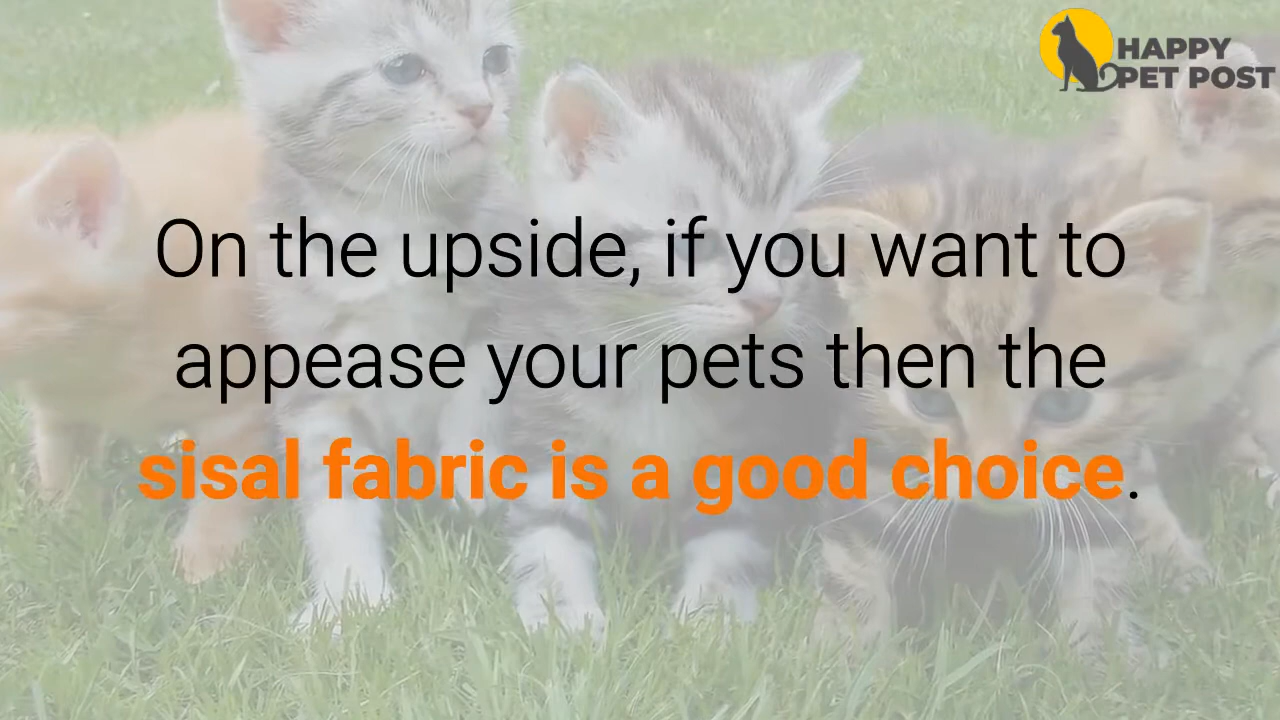 HAPPY
PET POST
On the upside, if you want to
appease your pets then the
sisal fabric is a good choice.